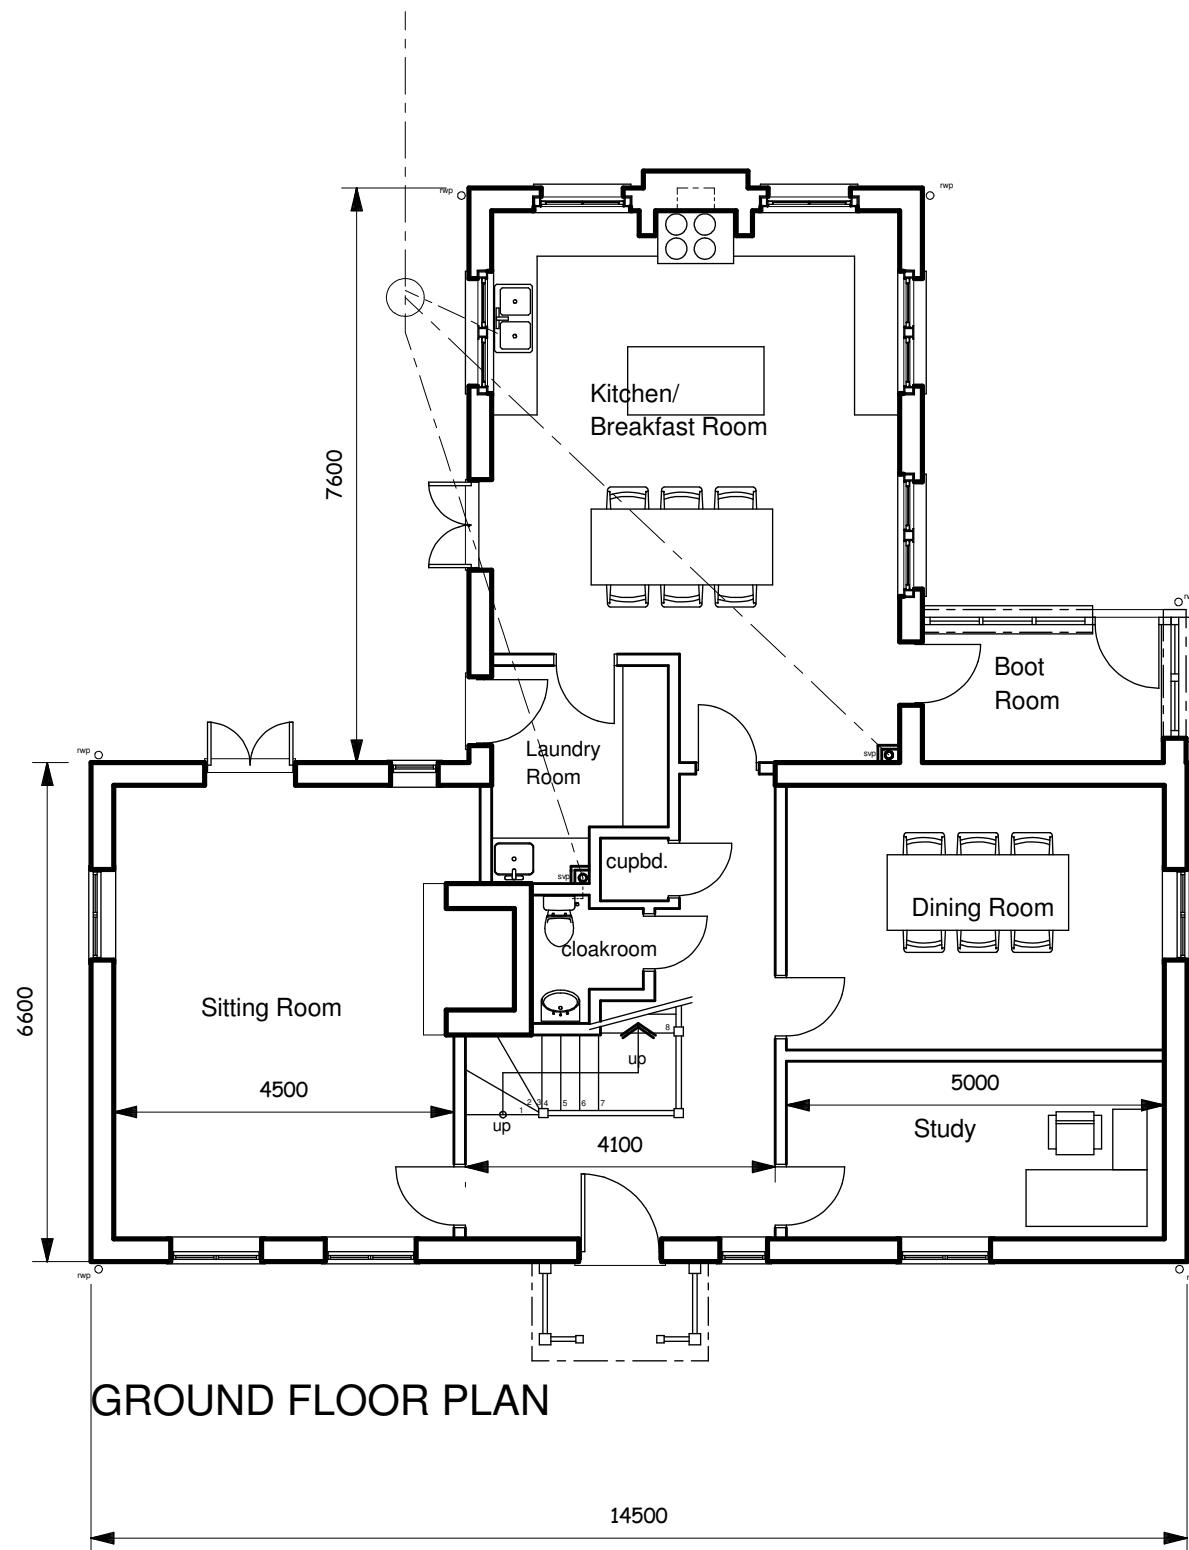 rwp
rwp
Kitchen/
Breakfast Room
7600
Boot
Room
rwp
Laundry
Room
svp
svp
cupbd.
Dining Room
cloakroom
Sitting Room
6600
8
up
4500
5000
1 2 3 4 5 6 7
up
Study
4100
rwp
GROUND FLOOR PLAN
14500